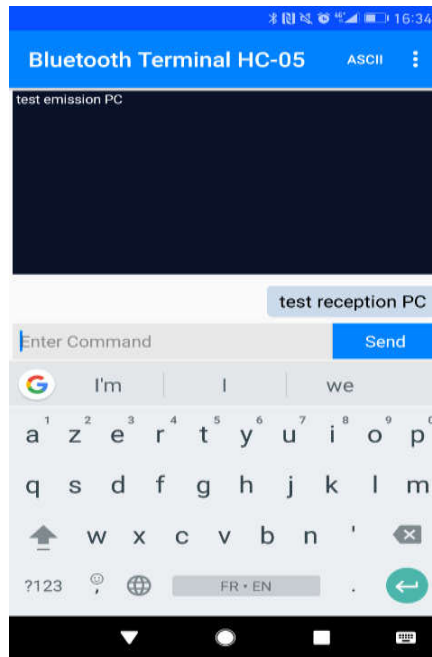 16:34
Bluetooth Terminal HC-05 ASCII
test emission PC
test reception PC
Enter Command Send
G I'm I we
a 1 z 2 e 3 r 4 t 5 y 6 u 7 i 8 o 9 p 0
q s d f g h j k l m
w x c v b n '
?123 , FR • EN .